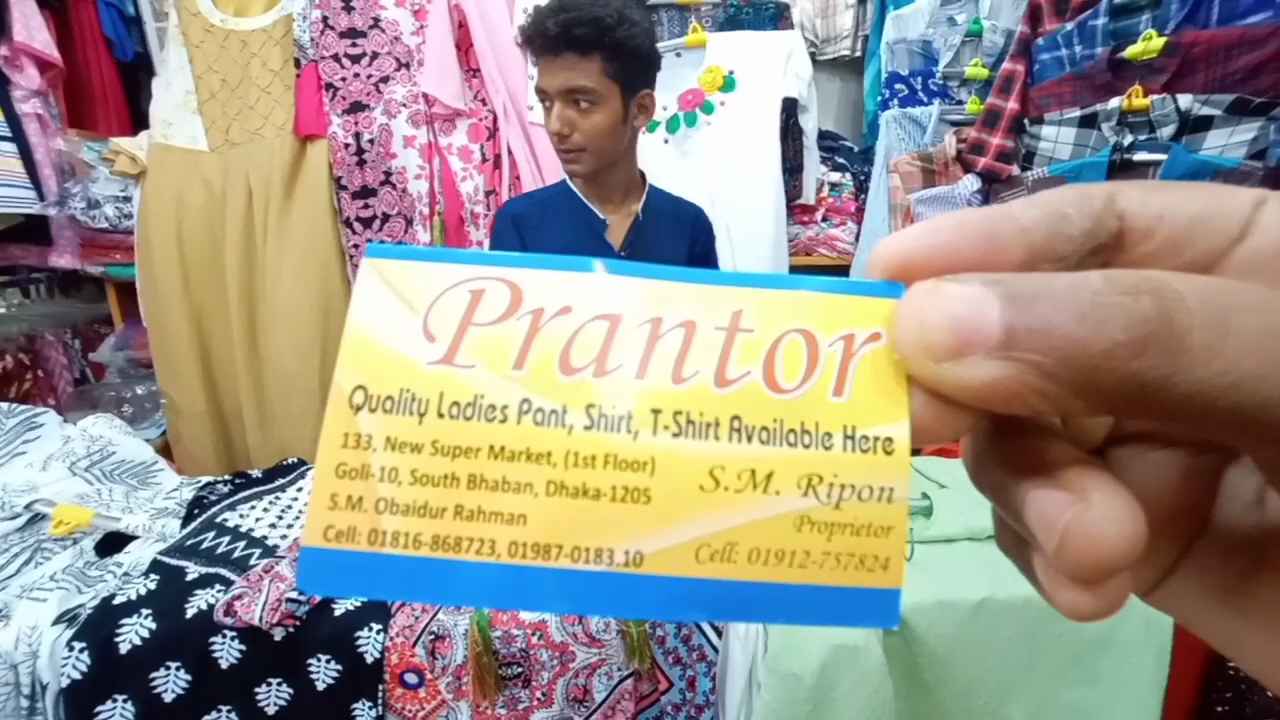 Prantor
Quality Ladies Pant, Shirt, T-Shirt Available Here
133, New Super Market, (1st Floor)
Goli-10, South Bhaban, Dhaka-1205
S.M. Obaidur Rahman
Cell: 01816-868723, 01987-0183.10
S.M. Ripon
Proprietor
Cell: 01912-757824